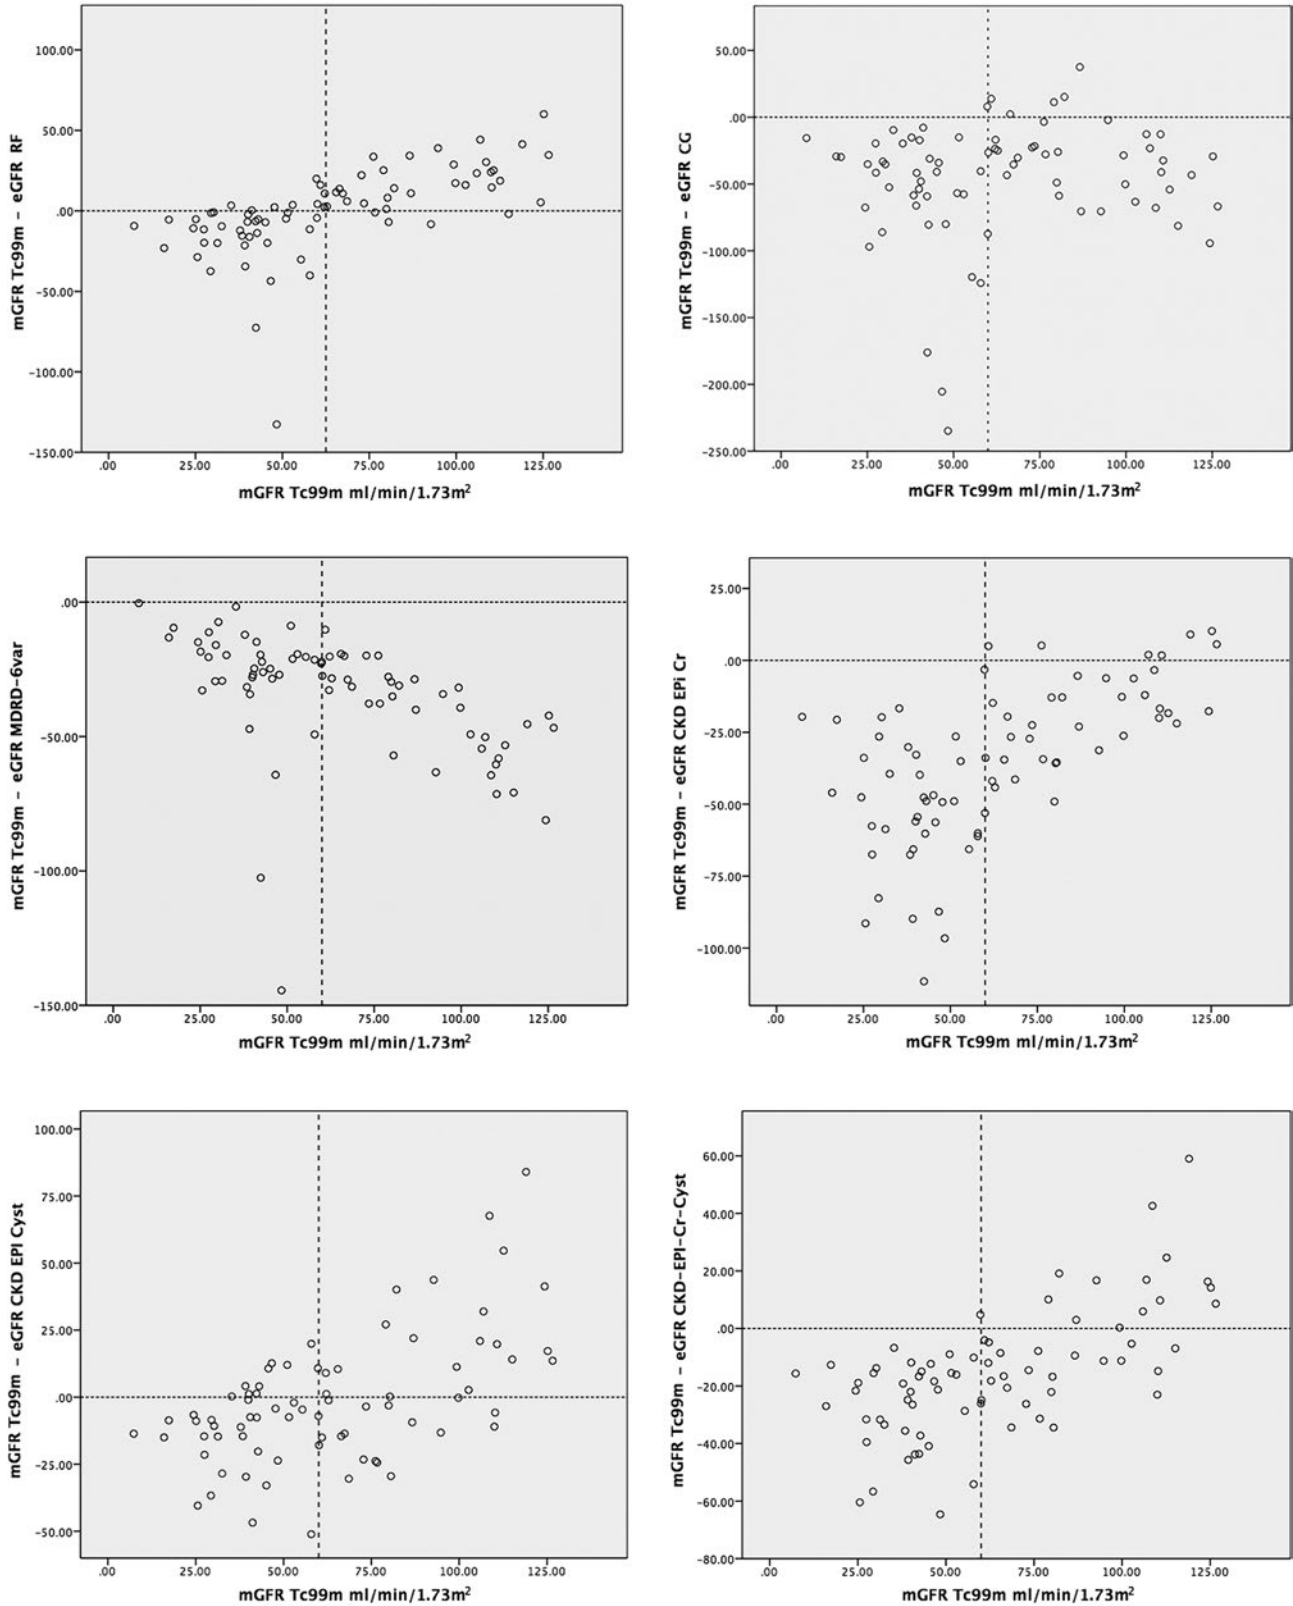 mGFR Tc99m – eGFR RF
100.00
50.00
.00
-50.00
-100.00
-150.00
.00 25.00 50.00 75.00 100.00 125.00
mGFR Tc99m ml/min/1.73m²
mGFR Tc99m – eGFR CG
50.00
.00
-50.00
-100.00
-150.00
-200.00
-250.00
.00 25.00 50.00 75.00 100.00 125.00
mGFR Tc99m ml/min/1.73m²
mGFR Tc99m – eGFR MDRD-6var
.00
-50.00
-100.00
-150.00
.00 25.00 50.00 75.00 100.00 125.00
mGFR Tc99m ml/min/1.73m²
mGFR Tc99m – eGFR CKD EPi Cr
25.00
.00
-25.00
-50.00
-75.00
-100.00
.00 25.00 50.00 75.00 100.00 125.00
mGFR Tc99m ml/min/1.73m²
mGFR Tc99m – eGFR CKD EPI Cyst
100.00
75.00
50.00
25.00
.00
-25.00
-50.00
.00 25.00 50.00 75.00 100.00 125.00
mGFR Tc99m ml/min/1.73m²
mGFR Tc99m – eGFR CKD-EPI-Cr-Cyst
60.00
40.00
20.00
.00
-20.00
-40.00
-60.00
-80.00
.00 25.00 50.00 75.00 100.00 125.00
mGFR Tc99m ml/min/1.73m²